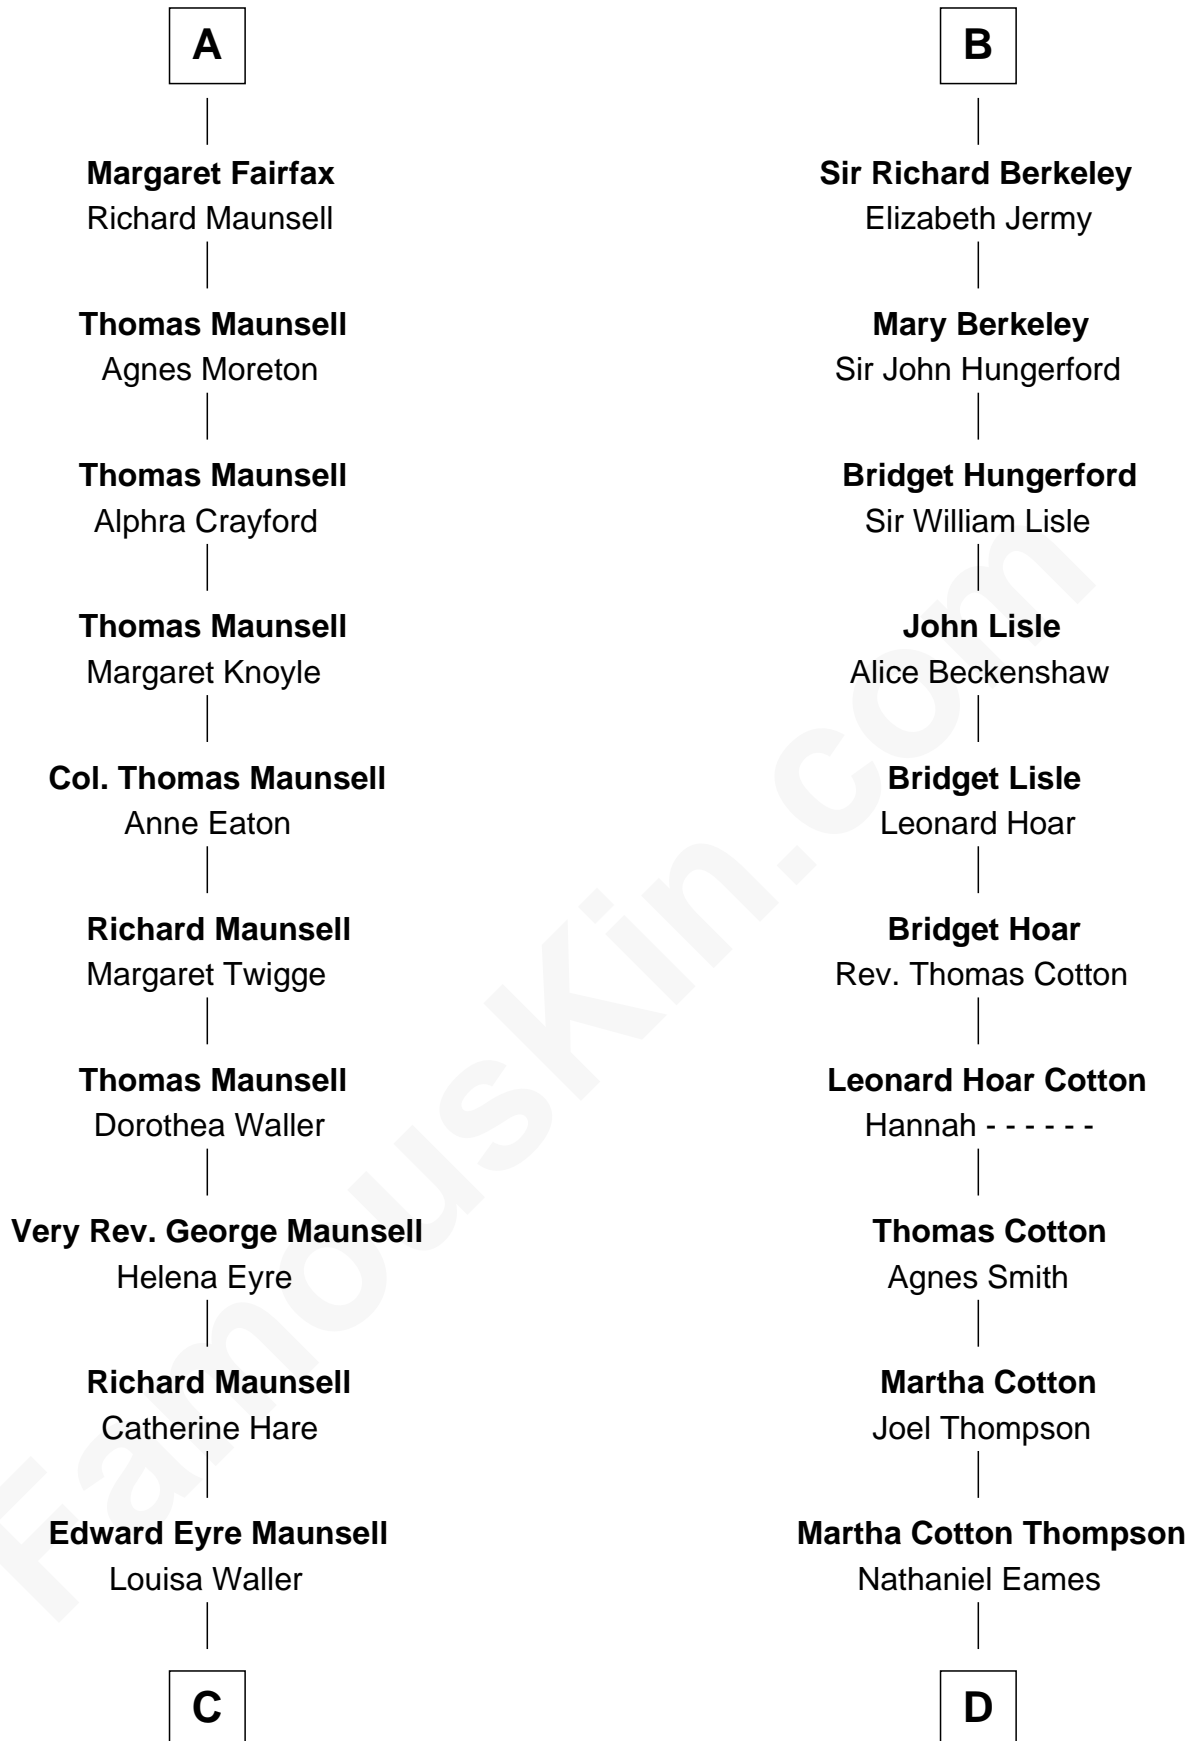 A
Margaret Fairfax
Richard Maunsell
Thomas Maunsell
Agnes Moreton
Thomas Maunsell
Alphra Crayford
Thomas Maunsell
Margaret Knoyle
Col. Thomas Maunsell
Anne Eaton
Richard Maunsell
Margaret Twigge
Thomas Maunsell
Dorothea Waller
Very Rev. George Maunsell
Helena Eyre
Richard Maunsell
Catherine Hare
Edward Eyre Maunsell
Louisa Waller
C
B
Sir Richard Berkeley
Elizabeth Jermy
Mary Berkeley
Sir John Hungerford
Bridget Hungerford
Sir William Lisle
John Lisle
Alice Beckenshaw
Bridget Lisle
Leonard Hoar
Bridget Hoar
Rev. Thomas Cotton
Leonard Hoar Cotton
Hannah - - - - - -
Thomas Cotton
Agnes Smith
Martha Cotton
Joel Thompson
Martha Cotton Thompson
Nathaniel Eames
D
FamousKin.com